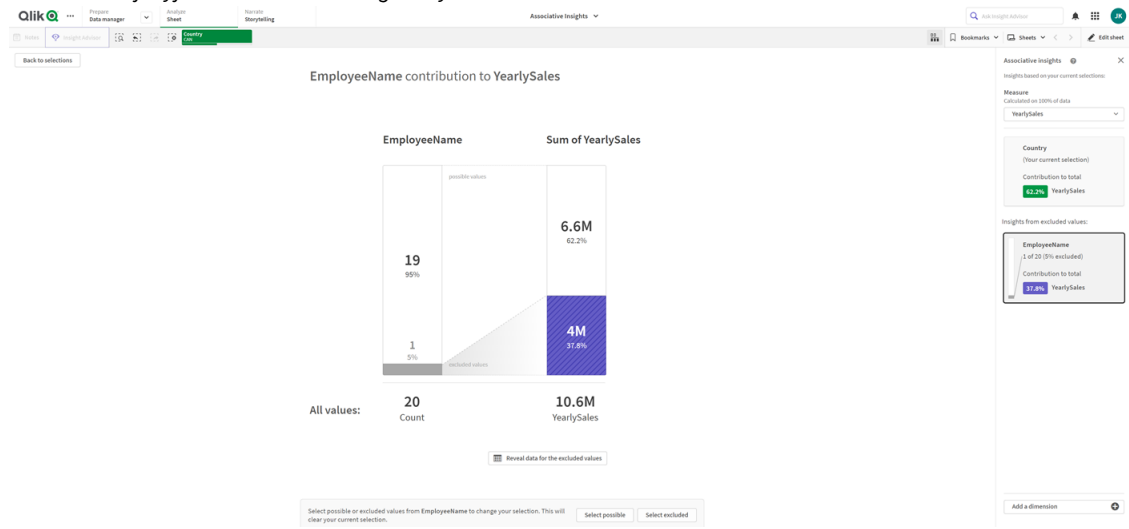 Qlik
Prepare
Data manager
Analyze
Sheet
Narrate
Storytelling
Associative Insights
Ask Insight Advisor
JK
Notes
Insight Advisor
Country
CAN
Bookmarks
Sheets
Edit sheet
Back to selections
EmployeeName contribution to YearlySales
EmployeeName
Sum of YearlySales
possible values
6.6M
62.2%
19
95%
4M
37.8%
1
5%
excluded values
All values:
20
Count
10.6M
YearlySales
Reveal data for the excluded values
Select possible or excluded values from EmployeeName to change your selection. This will
clear your current selection.
Select possible
Select excluded
Associative insights
Insights based on your current selections:
Measure
Calculated on 100% of data
YearlySales
Country
(Your current selection)
Contribution to total
62.2% YearlySales
Insights from excluded values:
EmployeeName
1 of 20 (5% excluded)
Contribution to total
37.8% YearlySales
Add a dimension